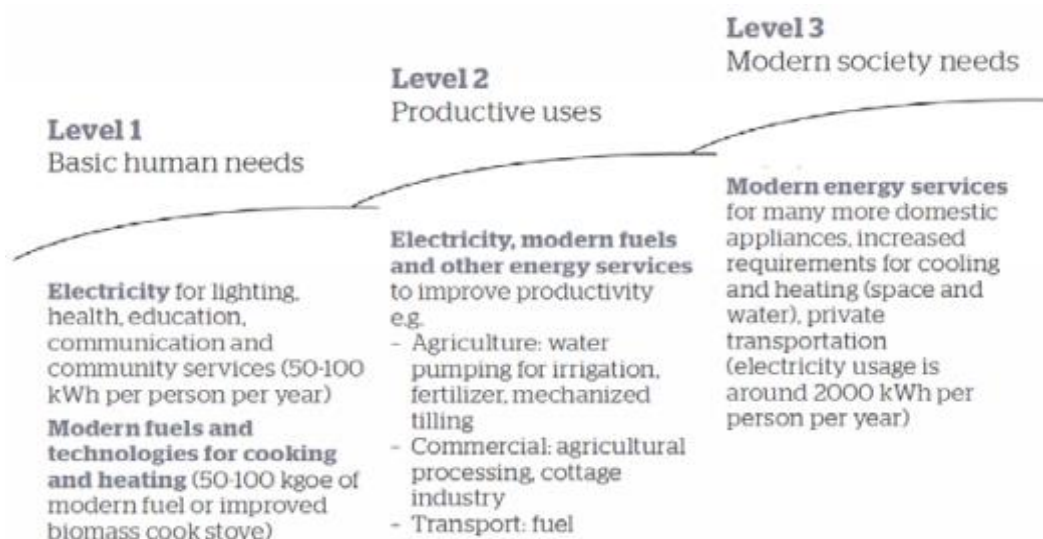 Level 1
Basic human needs
Electricity for lighting,
health, education,
communication and
community services (50-100
kWh per person per year)
Modern fuels and
technologies for cooking
and heating (50-100 kgoe of
modern fuel or improved
biomass cook stove)
Level 2
Productive uses
Electricity, modern fuels
and other energy services
to improve productivity
e.g.
- Agriculture: water
pumping for irrigation,
fertilizer, mechanized
tilling
- Commercial: agricultural
processing, cottage
industry
- Transport: fuel
Level 3
Modern society needs
Modern energy services
for many more domestic
appliances, increased
requirements for cooling
and heating (space and
water), private
transportation
(electricity usage is
around 2000 kWh per
person per year)